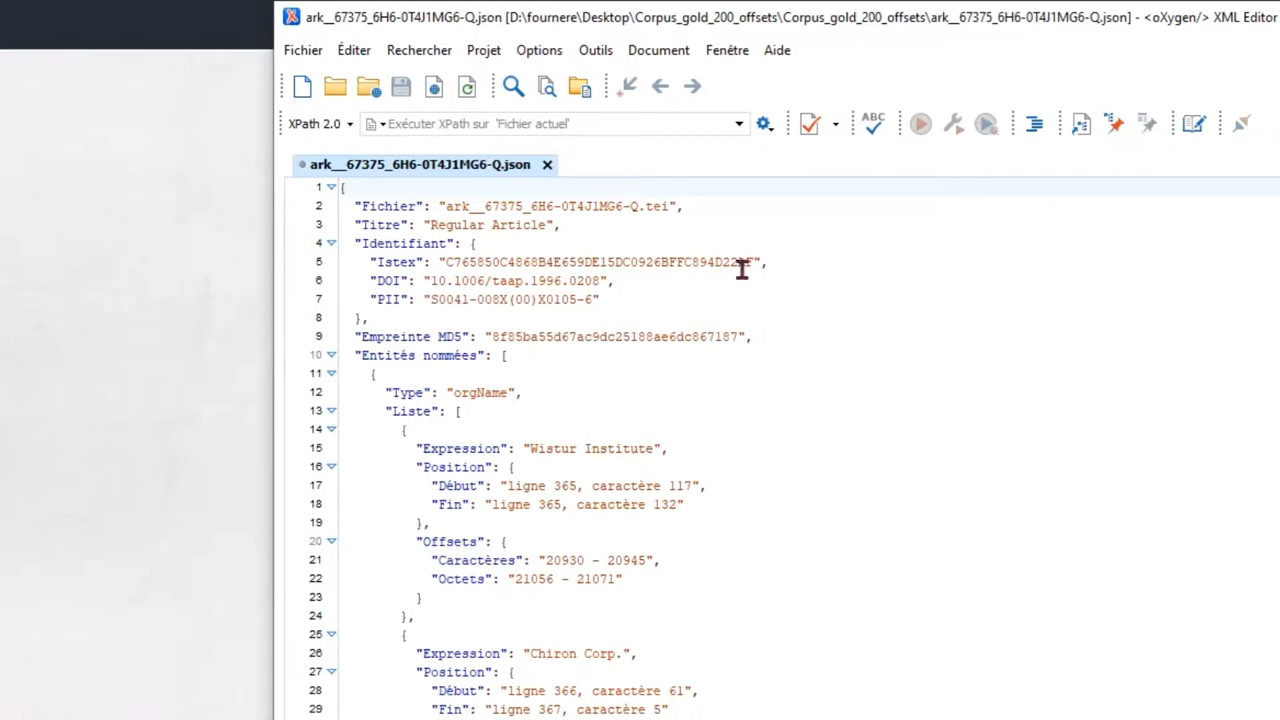 ark__67375_6H6-0T4J1MG6-Q.json [D:\fournere\Desktop\Corpus_gold_200_offsets\Corpus_gold_200_offsets\ark__67375_6H6-0T4J1MG6-Q.json] - <oXygen/> XML Editor
Fichier Éditer Rechercher Projet Options Outils Document Fenêtre Aide
XPath 2.0 Exécuter XPath sur 'Fichier actuel' ABC
ark__67375_6H6-0T4J1MG6-Q.json
1 {
2 "Fichier": "ark__67375_6H6-0T4J1MG6-Q.tei",
3 "Titre": "Regular Article",
4 "Identifiant": {
5 "Istex":
6 "DOI": "10.1006/taap.1996.0208",
7 "PII": "S0041-008X(00)X0105-6"
8 },
9 "Empreinte MD5": "8f85ba55d67ac9dc25188ae6dc867187",
10 "Entités nommées": [
11 {
12 "Type": "orgName",
13 "Liste": [
14 {
15 "Expression": "Wistur Institute",
16 "Position": {
17 "Début": "ligne 365, caractère 117",
18 "Fin": "ligne 365, caractère 132"
19 },
20 "Offsets": {
21 "Caractères": "20930 - 20945",
22 "Octets": "21056 - 21071"
23 }
24 },
25 {
26 "Expression": "Chiron Corp.",
27 "Position": {
28 "Début": "ligne 366, caractère 61",
29 "Fin": "ligne 367, caractère 5"